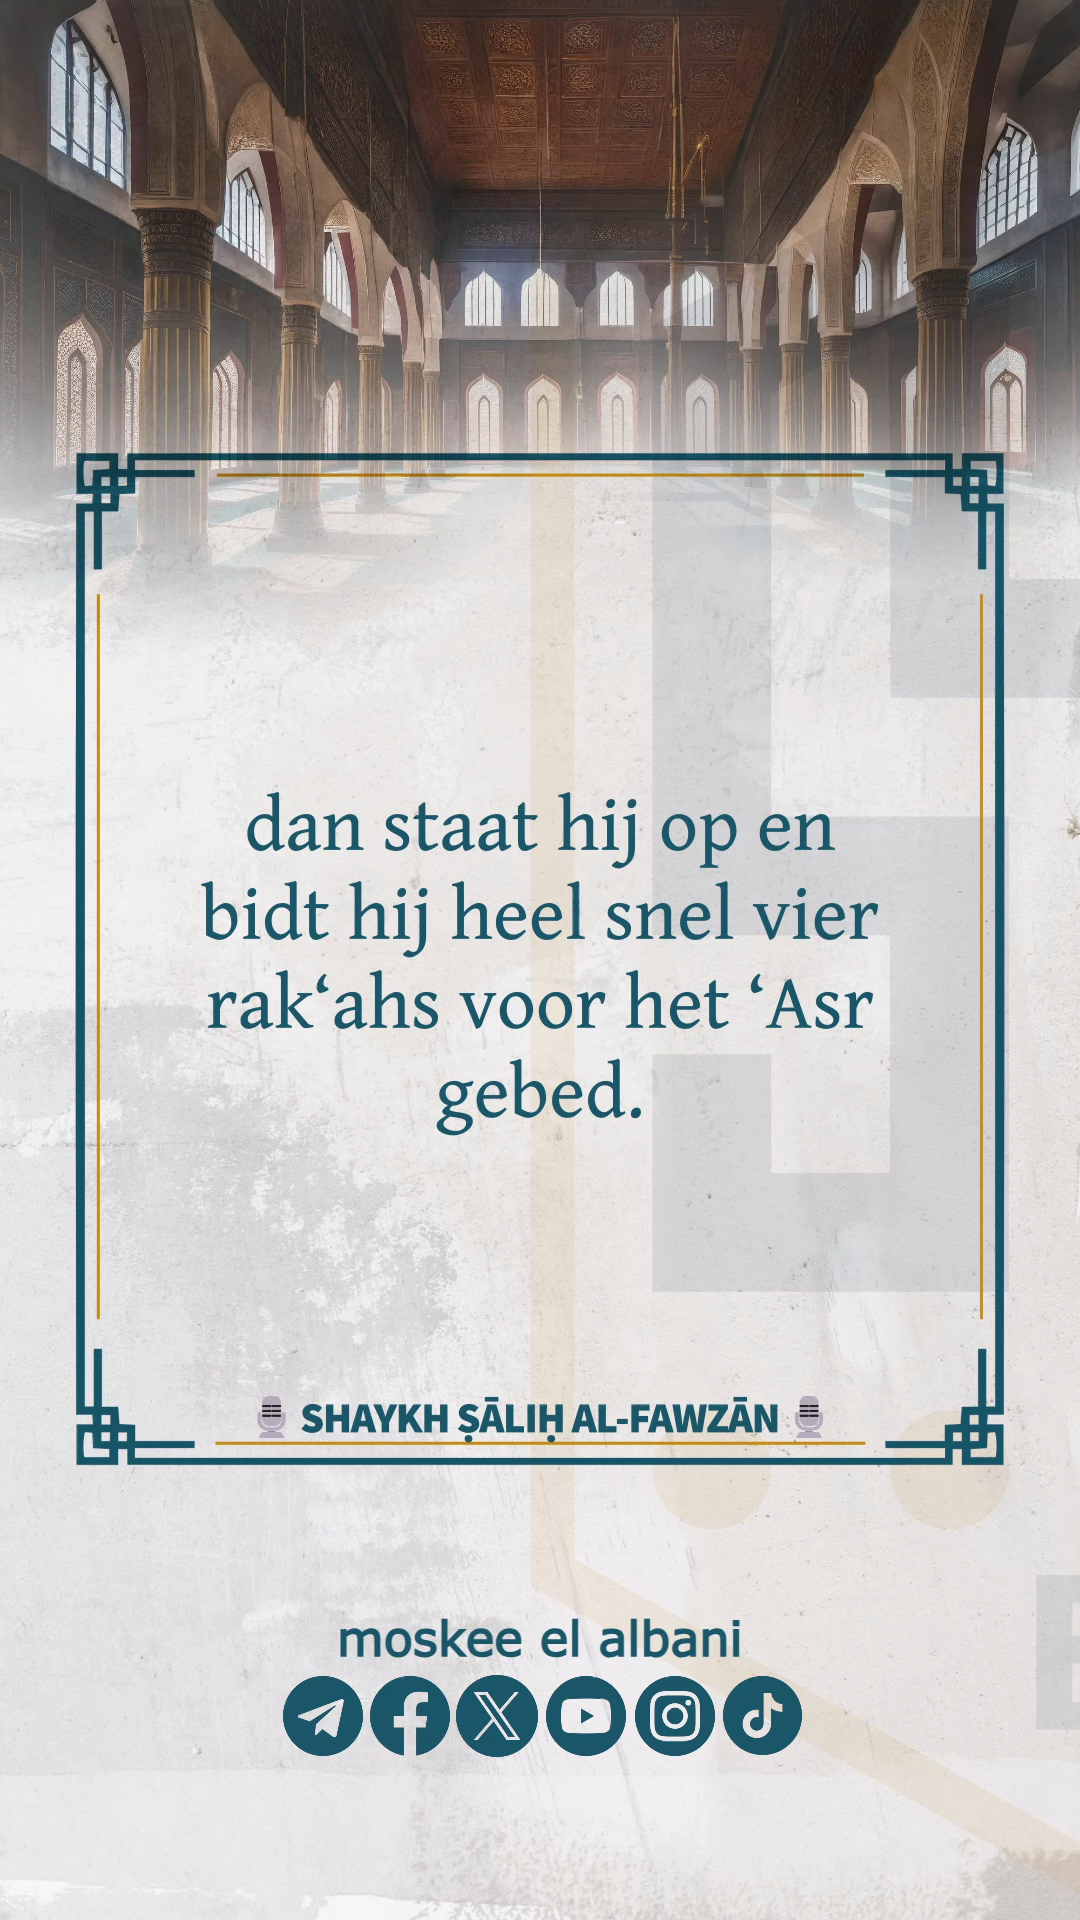 dan staat hij op en
bidt hij heel snel vier
rak‘ahs voor het ‘Asr
gebed.
SHAYKH ṢĀLIḤ AL-FAWZĀN
moskee el albani